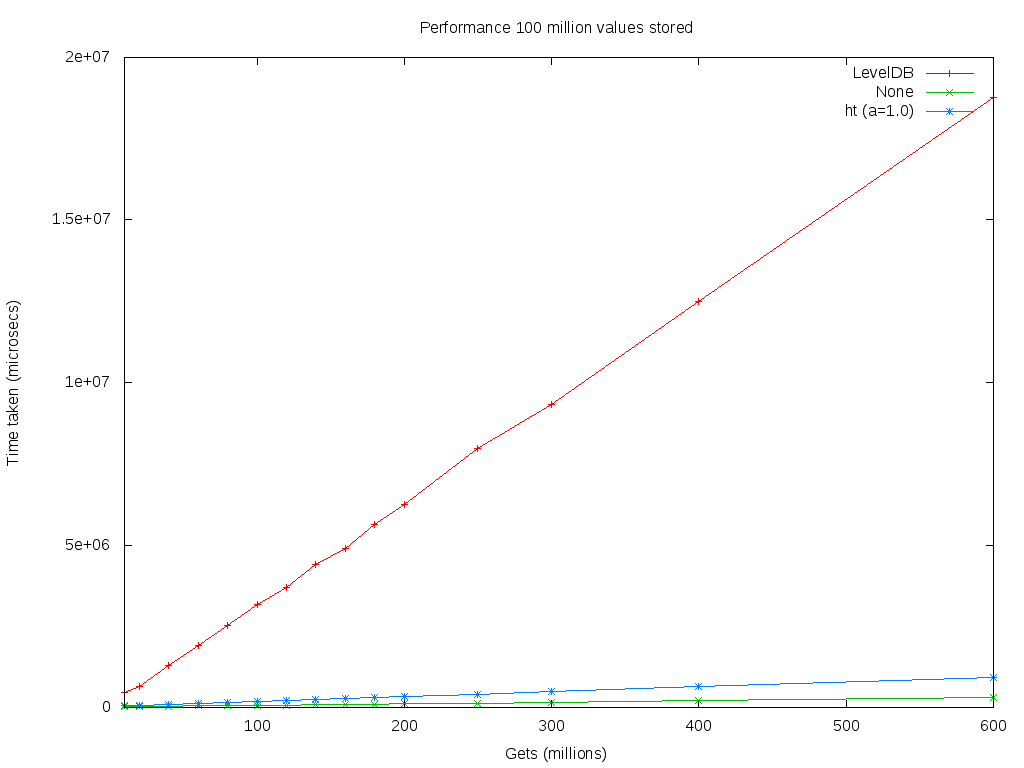 Performance 100 million values stored
LevelDB
None
ht (a=1.0)
2e+07
1.5e+07
1e+07
5e+06
0
Time taken (microsecs)
100 200 300 400 500 600
Gets (millions)